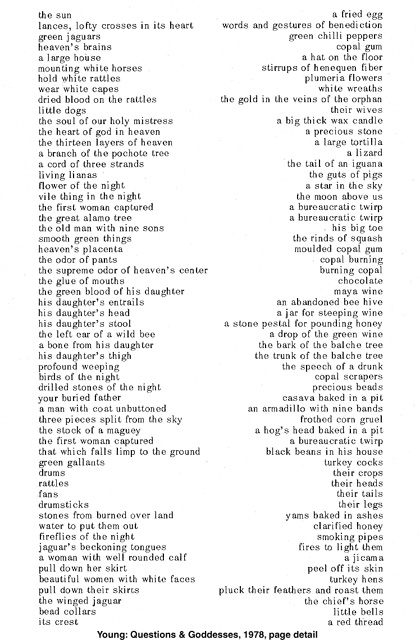 the sun a fried egg
lances, lofty crosses in its heart words and gestures of benediction
green jaguars green chilli peppers
heaven's brains copal gum
a large house a hat on the floor
mounting white horses stirrups of henequen fiber
hold white rattles plumeria flowers
wear white capes white wreaths
dried blood on the rattles the gold in the veins of the orphan
little dogs their wives
the soul of our holy mistress a big thick wax candle
the heart of god in heaven a precious stone
the thirteen layers of heaven a large tortilla
a branch of the pochote tree a lizard
a cord of three strands the tail of an iguana
living lianas the guts of pigs
flower of the night a star in the sky
vile thing in the night the moon above us
the first woman captured a bureaucratic twirp
the great alamo tree a bureaucratic twirp
the old man with nine sons his big toe
smooth green things the rinds of squash
heaven's placenta moulded copal gum
the odor of pants copal burning
the supreme odor of heaven's center burning copal
the glue of mouths chocolate
the green blood of his daughter maya wine
his daughter's entrails an abandoned bee hive
his daughter's head a jar for steeping wine
his daughter's stool a stone pestal for pounding honey
the left ear of a wild bee a drop of the green wine
a bone from his daughter the bark of the balche tree
his daughter's thigh the trunk of the balche tree
profound weeping the speech of a drunk
birds of the night copal scrapers
drilled stones of the night precious beads
your buried father casava baked in a pit
a man with coat unbuttoned an armadillo with nine bands
three pieces split from the sky frothed corn gruel
the stock of a maguey a hog's head baked in a pit
the first woman captured a bureaucratic twirp
that which falls limp to the ground black beans in his house
green gallants turkey cocks
drums their crops
rattles their heads
fans their tails
drumsticks their legs
stones from burned over land yams baked in ashes
water to put them out clarified honey
fireflies of the night smoking pipes
jaguar's beckoning tongues fires to light them
a woman with well rounded calf a jicama
pull down her skirt peel off its skin
beautiful women with white faces turkey hens
pull down their skirts pluck their feathers and roast them
the winged jaguar the chief's horse
bead collars little bells
its crest a red thread
Young: Questions & Goddesses, 1978, page detail